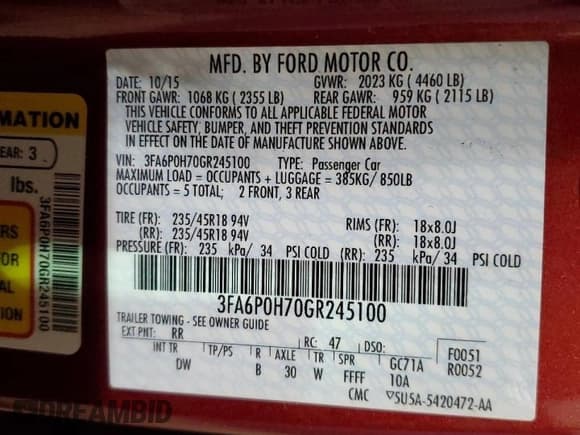 MFD. BY FORD MOTOR CO.
DATE: 10/15 GVWR: 2023 KG ( 4460 LB)
FRONT GAWR: 1068 KG ( 2355 LB) REAR GAWR: 959 KG ( 2115 LB)
THIS VEHICLE CONFORMS TO ALL APPLICABLE FEDERAL MOTOR
VEHICLE SAFETY, BUMPER, AND THEFT PREVENTION STANDARDS
IN EFFECT ON THE DATE OF MANUFACTURE SHOWN ABOVE.
VIN: 3FA6P0H70GR245100 TYPE: Passenger Car
MAXIMUM LOAD = OCCUPANTS + LUGGAGE = 385KG/ 850LB
OCCUPANTS = 5 TOTAL; 2 FRONT, 3 REAR
TIRE (FR): 235/45R18 94V RIMS (FR): 18x8.0J
(RR): 235/45R18 94V (RR): 18x8.0J
PRESSURE (FR): 235 kPa/ 34 PSI COLD (RR): 235 kPa/ 34 PSI COLD
3FA6P0H70GR245100
TRAILER TOWING - SEE OWNER GUIDE
EXT PNT: RR RC: 47 DSO: F0051
INT TR TP/PS R AXLE TR SPR GC71A R0052
DW B 30 W FFFF 10A
CMC ▽SU5A-5420472-AA
MATION
EAR: 3
lbs.
ERS
FOR
AL
3FA6P0H70GR245100
DREAMBID